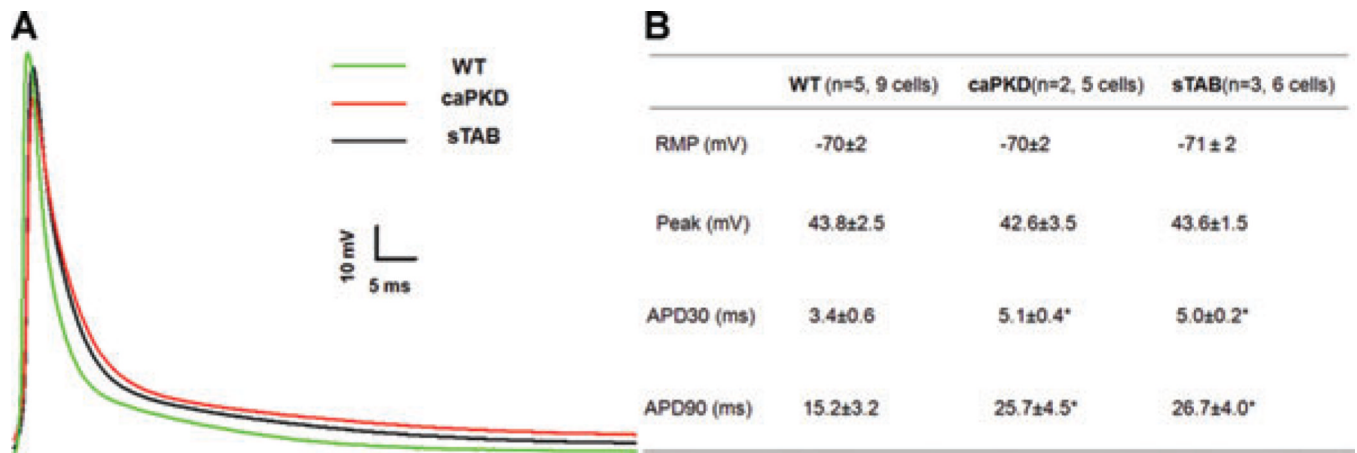 A
WT
caPKD
sTAB
10 mV
5 ms
B
WT (n=5, 9 cells) caPKD(n=2, 5 cells) sTAB(n=3, 6 cells)
RMP (mV) -70±2 -70±2 -71 ± 2
Peak (mV) 43.8±2.5 42.6±3.5 43.6±1.5
APD30 (ms) 3.4±0.6 5.1±0.4* 5.0±0.2*
APD90 (ms) 15.2±3.2 25.7±4.5* 26.7±4.0*